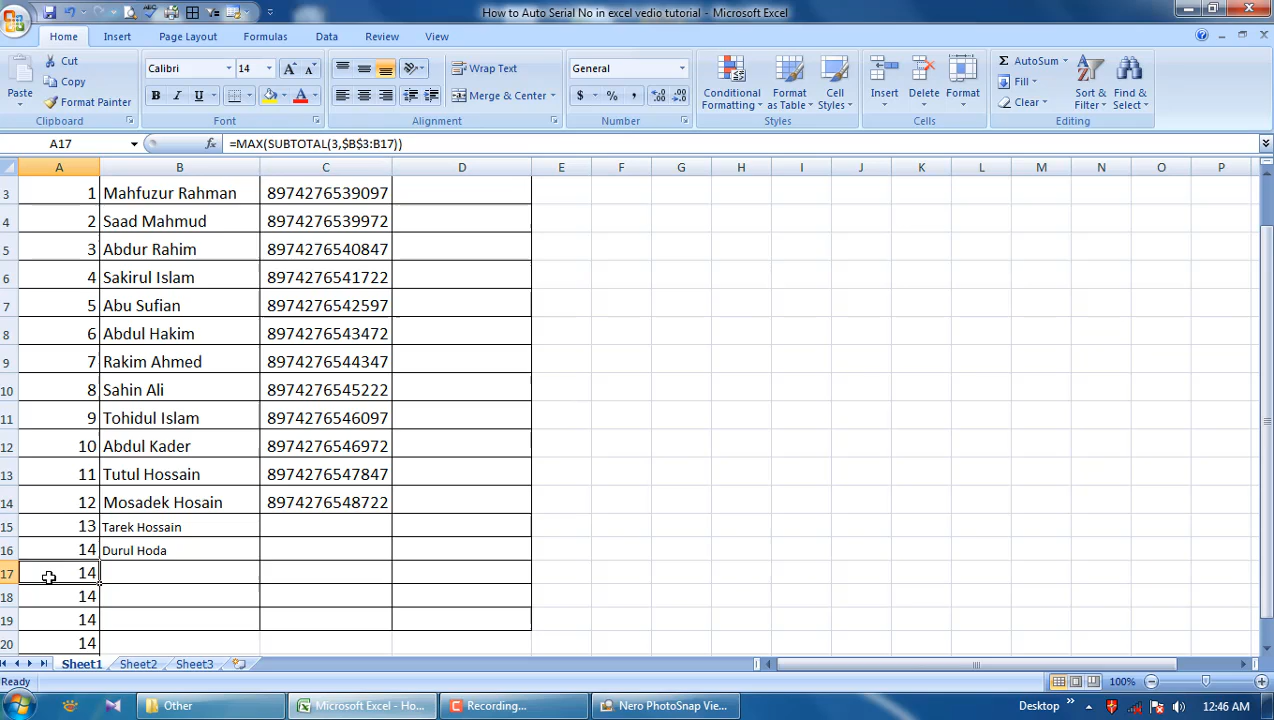 How to Auto Serial No in excel vedio tutorial - Microsoft Excel
Home Insert Page Layout Formulas Data Review View
Paste
Cut
Copy
Format Painter
Clipboard
Calibri 14
B I U
Font
Wrap Text
Merge & Center
Alignment
General
$ % ,
Number
Conditional Formatting
Format as Table
Cell Styles
Styles
Insert Delete Format
Cells
AutoSum
Fill
Clear
Sort & Filter
Find & Select
Editing
A17 fx =MAX(SUBTOTAL(3,$B$3:B17))
A B C D E F G H I J K L M N O P
3 1 Mahfuzur Rahman 8974276539097
4 2 Saad Mahmud 8974276539972
5 3 Abdur Rahim 8974276540847
6 4 Sakirul Islam 8974276541722
7 5 Abu Sufian 8974276542597
8 6 Abdul Hakim 8974276543472
9 7 Rakim Ahmed 8974276544347
10 8 Sahin Ali 8974276545222
11 9 Tohidul Islam 8974276546097
12 10 Abdul Kader 8974276546972
13 11 Tutul Hossain 8974276547847
14 12 Mosadek Hosain 8974276548722
15 13 Tarek Hossain
16 14 Durul Hoda
17 14
18 14
19 14
20 14
Sheet1 Sheet2 Sheet3
Ready 100%
Other Microsoft Excel - Ho... Recording... Nero PhotoSnap Vie... Desktop 12:46 AM